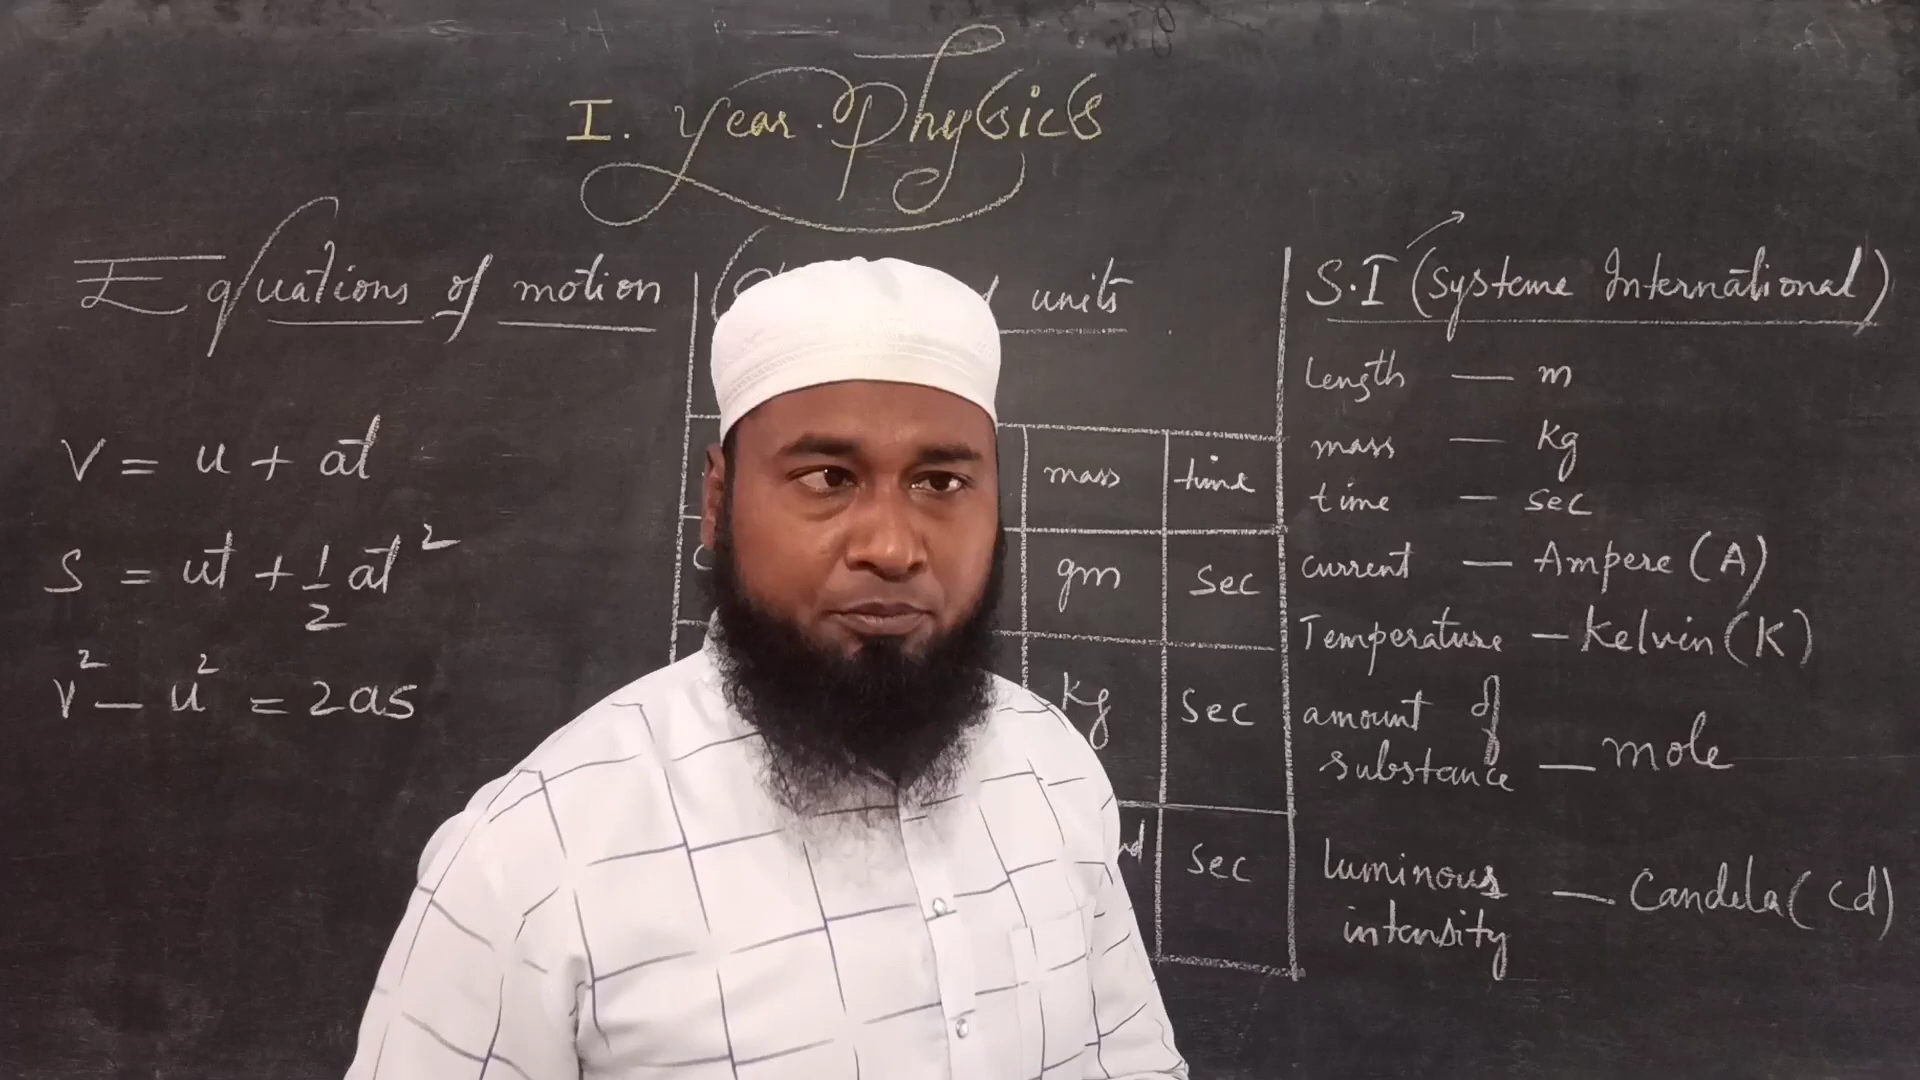 I. Year Physics
Equations of motion
V = u + at
S = ut + 1/2 at²
V² – u² = 2as
units
mass time
gm Sec
Kg Sec
Sec
S.I (Systeme International)
Length — m
mass — Kg
time — Sec
current — Ampere (A)
Temperature — Kelvin (K)
amount of
substance — mole
luminous
intensity — Candela (cd)